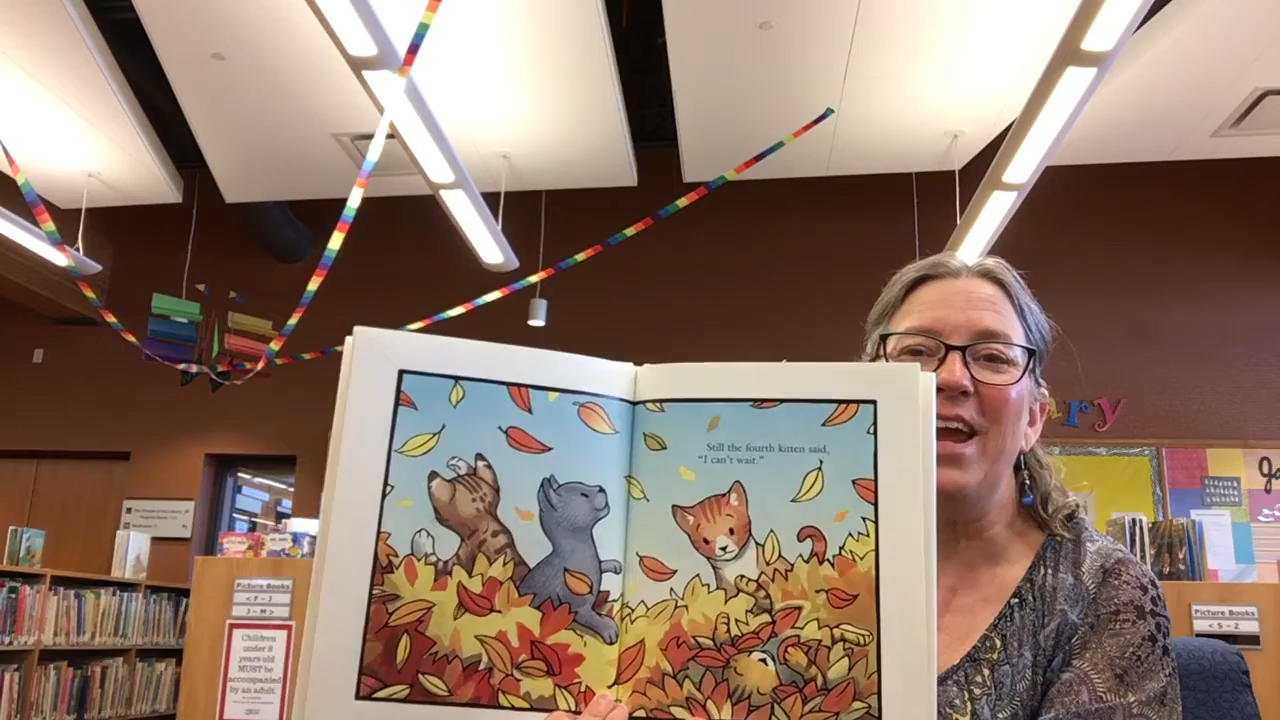 Still the fourth kitten said,
"I can't wait."
ary
Picture Books
< F - J
J - M >
Children
under 8
years old
MUST be
accompanied
by an adult.
Picture Books
< S - Z